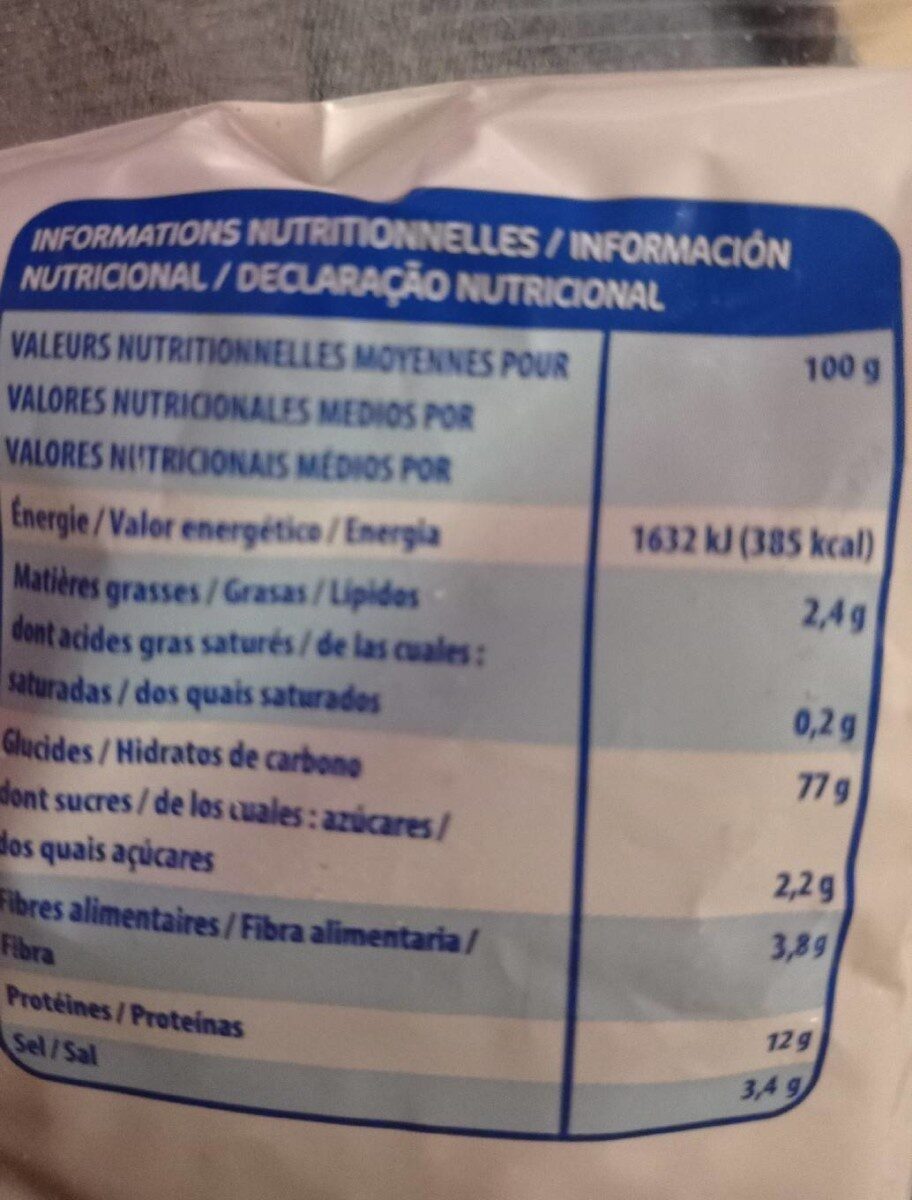 INFORMATIONS NUTRITIONNELLES / INFORMACIÓN
NUTRICIONAL / DECLARAÇÃO NUTRICIONAL
VALEURS NUTRITIONNELLES MOYENNES POUR 100 g
VALORES NUTRICIONALES MEDIOS POR
VALORES NUTRICIONAIS MÉDIOS POR
Énergie / Valor energético / Energia 1632 kJ (385 kcal)
Matières grasses / Grasas / Lípidos 2,4 g
dont acides gras saturés / de las cuales :
saturadas / dos quais saturados 0,2 g
Glucides / Hidratos de carbono 77 g
dont sucres / de los cuales : azúcares /
dos quais açúcares 2,2 g
Fibres alimentaires / Fibra alimentaria / 3,8 g
Fibra
Protéines / Proteínas 12 g
Sel / Sal 3,4 g